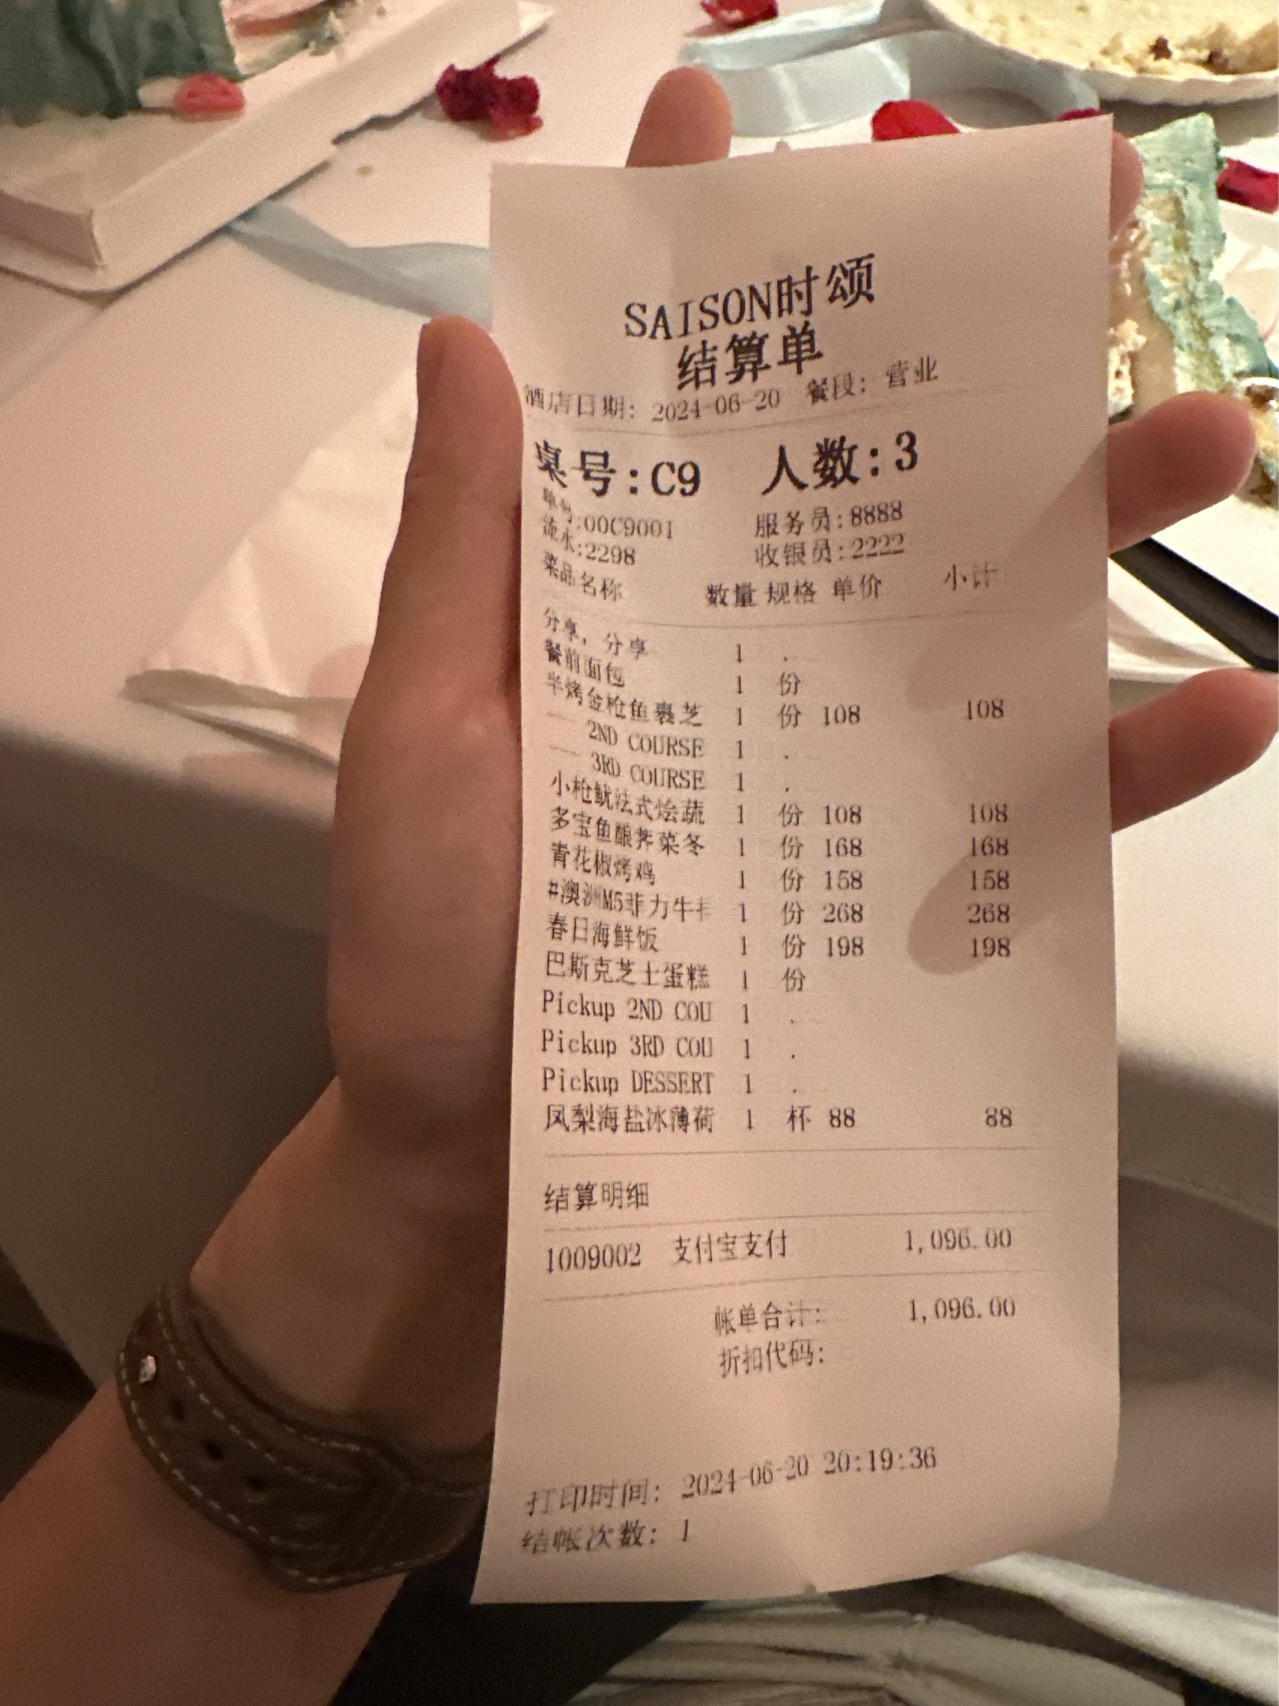 SAISON时颂
结算单
酒店日期: 2024-06-20 餐段: 营业
桌号:C9 人数:3
单号:00C9001 服务员:8888
流水:2298 收银员:2222
菜品名称 数量 规格 单价 小计
分享, 分享 1 .
餐前面包 1 份
半烤金枪鱼裹芝 1 份 108 108
— 2ND COURSE 1 .
— 3RD COURSE 1 .
小枪鱿法式烩蔬 1 份 108 108
多宝鱼酿荠菜冬 1 份 168 168
青花椒烤鸡 1 份 158 158
#澳洲M5菲力牛排 1 份 268 268
春日海鲜饭 1 份 198 198
巴斯克芝士蛋糕 1 份
Pickup 2ND COU 1 .
Pickup 3RD COU 1 .
Pickup DESSERT 1 .
凤梨海盐冰薄荷 1 杯 88 88
结算明细
1009002 支付宝支付 1,096.00
帐单合计: 1,096.00
折扣代码:
打印时间: 2024-06-20 20:19:36
结帐次数: 1